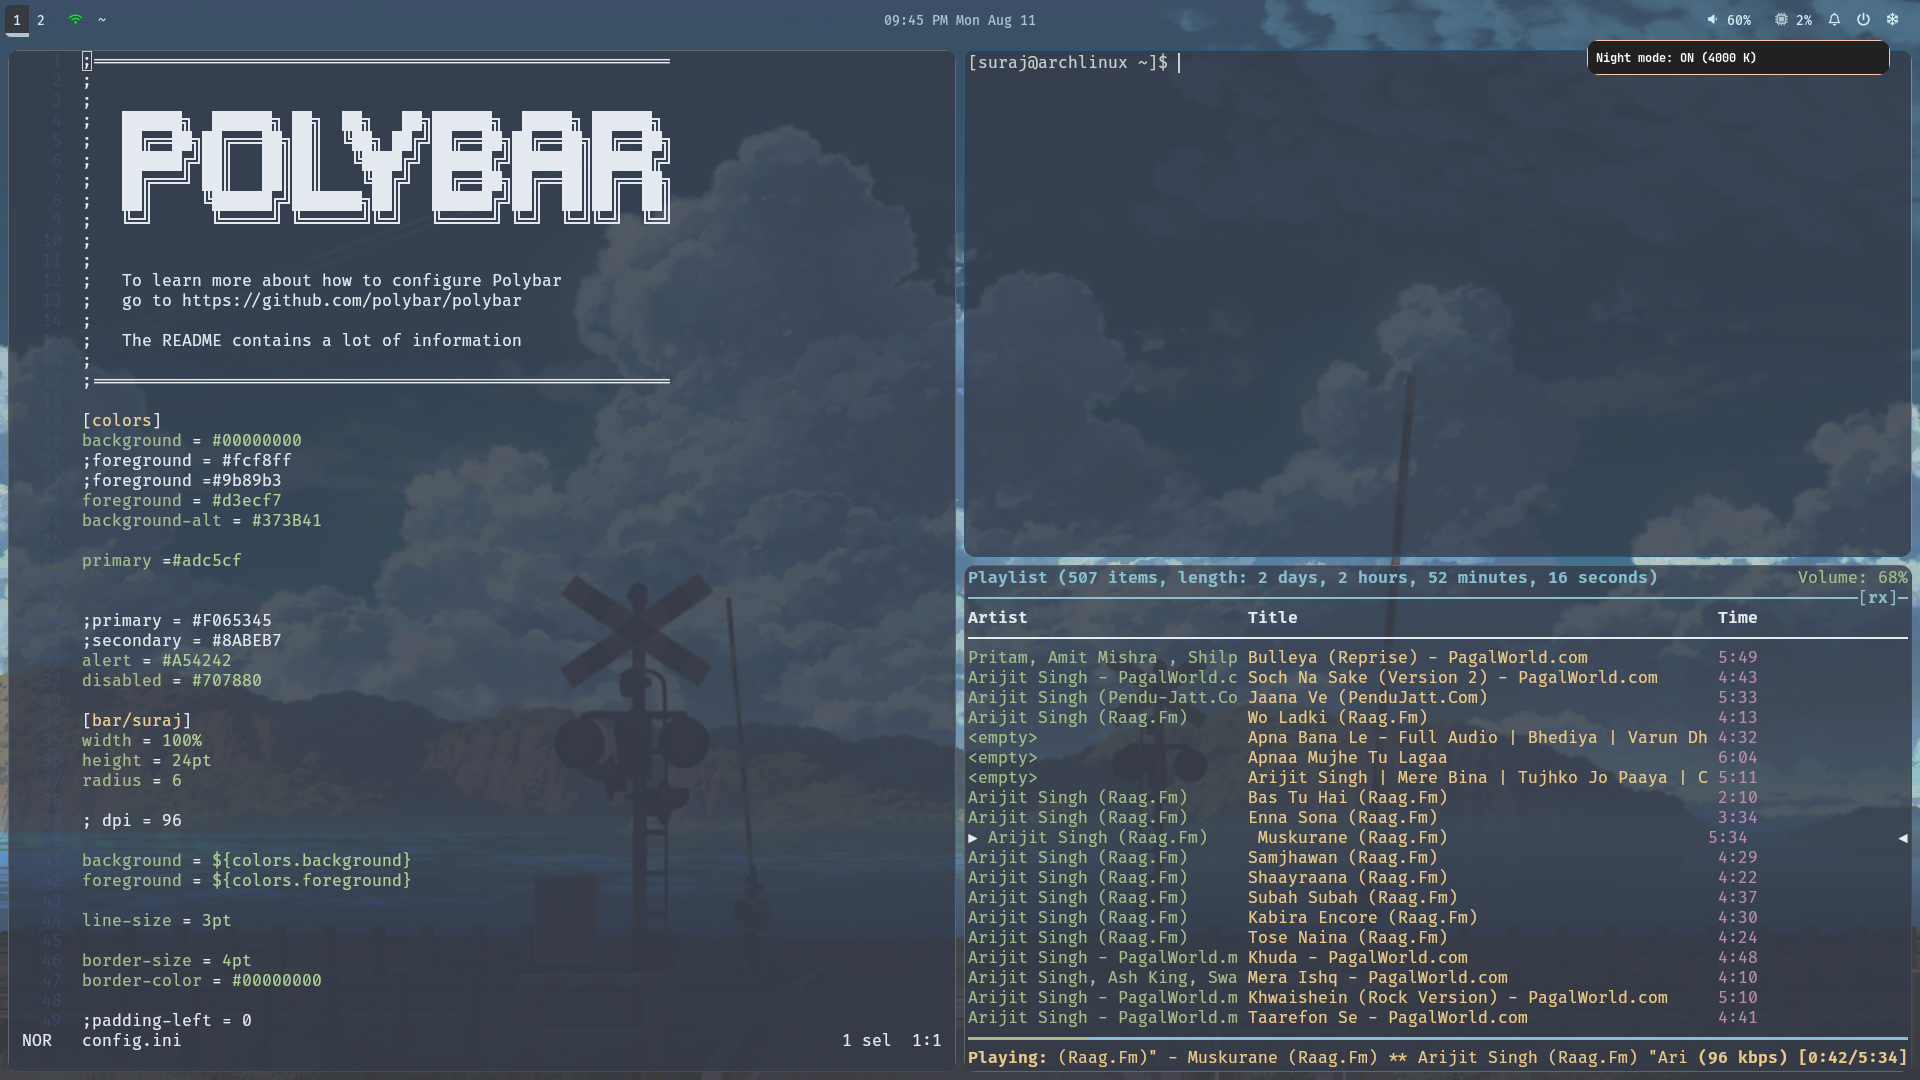 1 2 ~ 09:45 PM Mon Aug 11 60% 2%
Night mode: ON (4000 K)
1 ;
2 ;
3 ;
4 ;
5 ;
6 ;
7 ;
8 ;
9 ;
POLYBAR
10 ;
11 ;
12 ; To learn more about how to configure Polybar
13 ; go to https://github.com/polybar/polybar
14 ;
15 ; The README contains a lot of information
16 ;
17 ;
18
19 [colors]
20 background = #00000000
21 ;foreground = #fcf8ff
22 ;foreground =#9b89b3
23 foreground = #d3ecf7
24 background-alt = #373B41
25
26 primary =#adc5cf
;primary = #F065345
;secondary = #8ABEB7
alert = #A54242
32 disabled = #707880
33
34 [bar/suraj]
35 width = 100%
36 height = 24pt
37 radius = 6
38
39 ; dpi = 96
41 background = ${colors.background}
42 foreground = ${colors.foreground}
43
44 line-size = 3pt
45
46 border-size = 4pt
47 border-color = #00000000
48
49 ;padding-left = 0
NOR config.ini 1 sel 1:1
[suraj@archlinux ~]$
Playlist (507 items, length: 2 days, 2 hours, 52 minutes, 16 seconds) Volume: 68%
[rx]
Artist Title Time
Pritam, Amit Mishra , Shilp Bulleya (Reprise) - PagalWorld.com 5:49
Arijit Singh - PagalWorld.c Soch Na Sake (Version 2) - PagalWorld.com 4:43
Arijit Singh (Pendu-Jatt.Co Jaana Ve (PenduJatt.Com) 5:33
Arijit Singh (Raag.Fm) Wo Ladki (Raag.Fm) 4:13
<empty> Apna Bana Le - Full Audio | Bhediya | Varun Dh 4:32
<empty> Apnaa Mujhe Tu Lagaa 6:04
<empty> Arijit Singh | Mere Bina | Tujhko Jo Paaya | C 5:11
Arijit Singh (Raag.Fm) Bas Tu Hai (Raag.Fm) 2:10
Arijit Singh (Raag.Fm) Enna Sona (Raag.Fm) 3:34
▶ Arijit Singh (Raag.Fm) Muskurane (Raag.Fm) 5:34 ◀
Arijit Singh (Raag.Fm) Samjhawan (Raag.Fm) 4:29
Arijit Singh (Raag.Fm) Shaayraana (Raag.Fm) 4:22
Arijit Singh (Raag.Fm) Subah Subah (Raag.Fm) 4:37
Arijit Singh (Raag.Fm) Kabira Encore (Raag.Fm) 4:30
Arijit Singh (Raag.Fm) Tose Naina (Raag.Fm) 4:24
Arijit Singh - PagalWorld.m Khuda - PagalWorld.com 4:48
Arijit Singh, Ash King, Swa Mera Ishq - PagalWorld.com 4:10
Arijit Singh - PagalWorld.m Khwaishein (Rock Version) - PagalWorld.com 5:10
Arijit Singh - PagalWorld.m Taarefon Se - PagalWorld.com 4:41
Playing: (Raag.Fm)" - Muskurane (Raag.Fm) ** Arijit Singh (Raag.Fm) "Ari (96 kbps) [0:42/5:34]